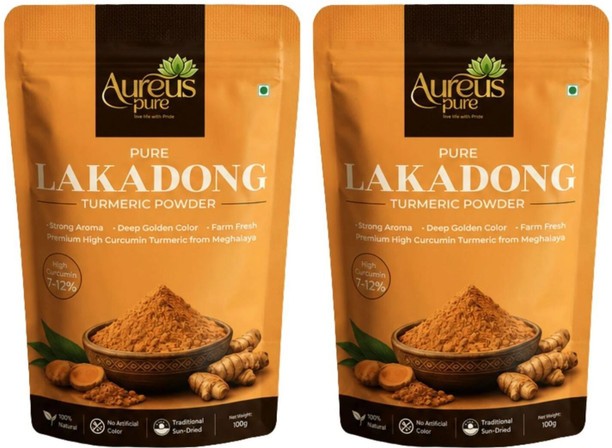 Aureus
pure
live life with Pride
PURE
LAKADONG
TURMERIC POWDER
• Strong Aroma • Deep Golden Color • Farm Fresh
Premium High Curcumin Turmeric from Meghalaya
High
Curcumin
7-12%
100%
Natural
No Artificial
Color
Traditional
Sun-Dried
Net Weight:
100g
Aureus
pure
live life with Pride
PURE
LAKADONG
TURMERIC POWDER
• Strong Aroma • Deep Golden Color • Farm Fresh
Premium High Curcumin Turmeric from Meghalaya
High
Curcumin
7-12%
100%
Natural
No Artificial
Color
Traditional
Sun-Dried
Net Weight:
100g